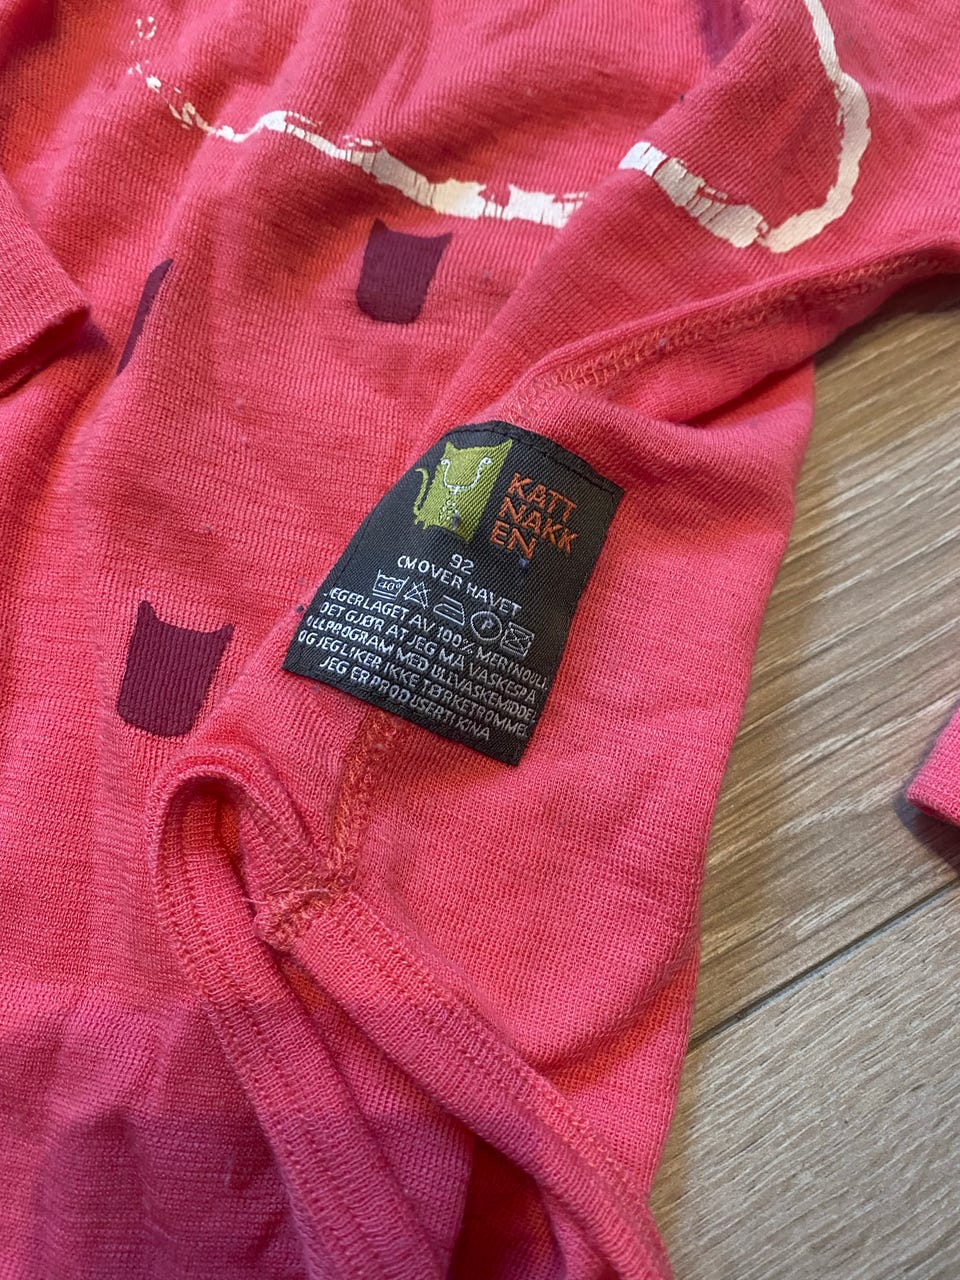 KATT
NAKK
EN
92
CM OVER HAVET
40°
P
JEG ER LAGET AV 100% MERINOULL
DET GJØR AT JEG MÅ VASKES PÅ
ULLPROGRAM MED ULLVASKEMIDDEL
OG JEG LIKER IKKE TØRKETROMMEL
JEG ER PRODUSERT I KINA